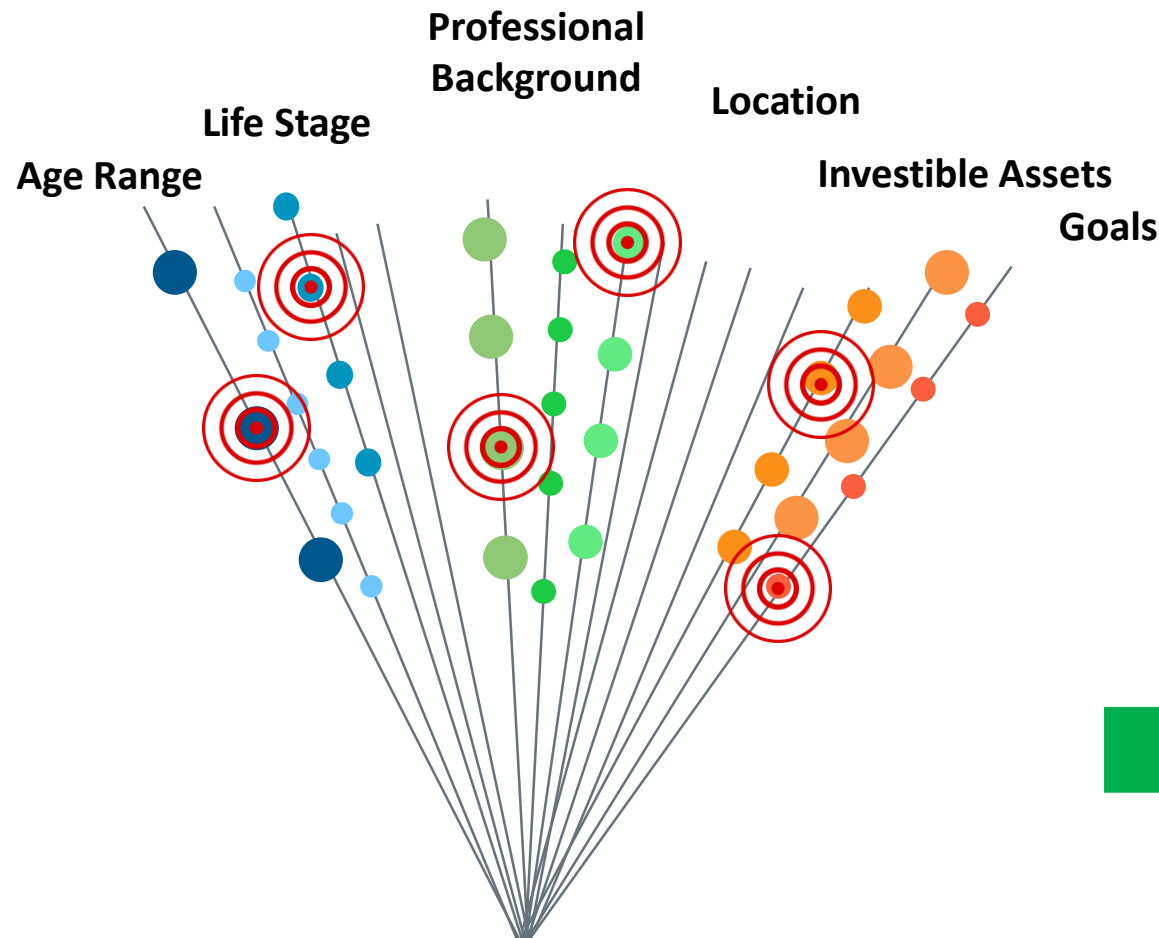 Professional
Background
Location
Life Stage
Age Range
Investible Assets
Goals